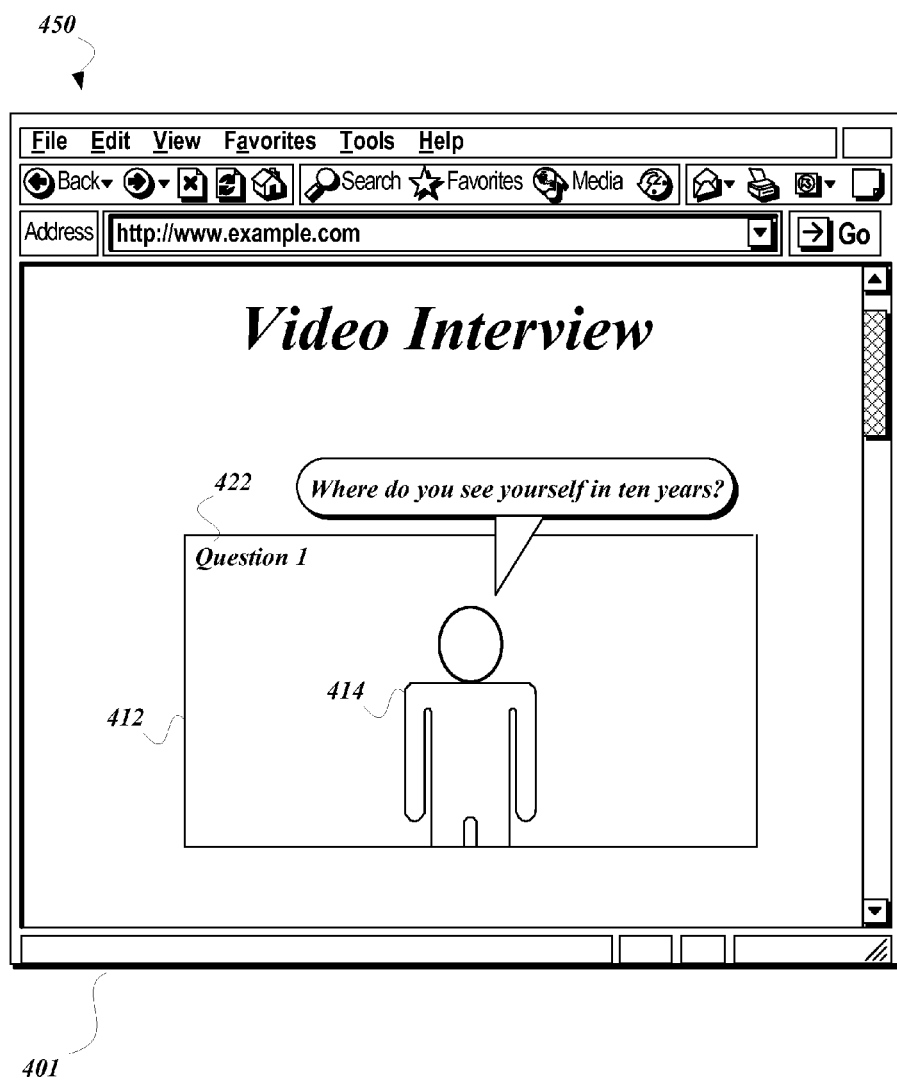 450
File Edit View Favorites Tools Help
Back Search Favorites Media
Address http://www.example.com Go
Video Interview
422
Where do you see yourself in ten years?
Question 1
414
412
401